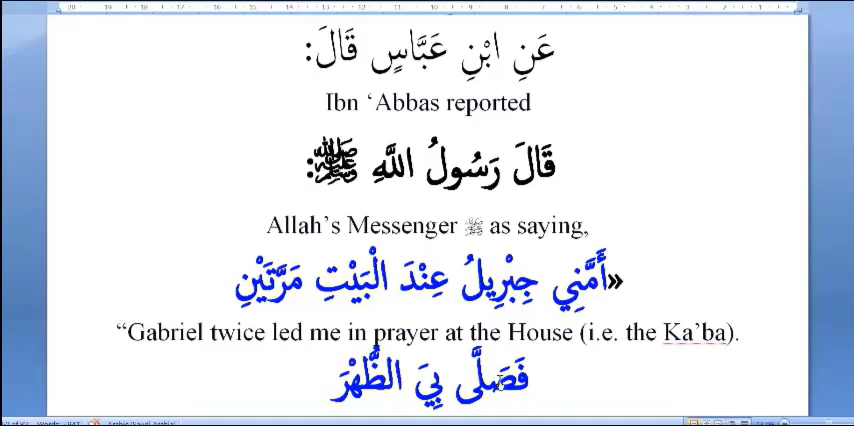 عَنِ ابْنِ عَبَّاسٍ قَالَ:
Ibn ‘Abbas reported
قَالَ رَسُولُ اللَّهِ ﷺ:
Allah’s Messenger ﷺ as saying,
«أَمَّنِي جِبْرِيلُ عِنْدَ الْبَيْتِ مَرَّتَيْنِ
“Gabriel twice led me in prayer at the House (i.e. the Ka’ba).
فَصَلَّى بِيَ الظُّهْرَ